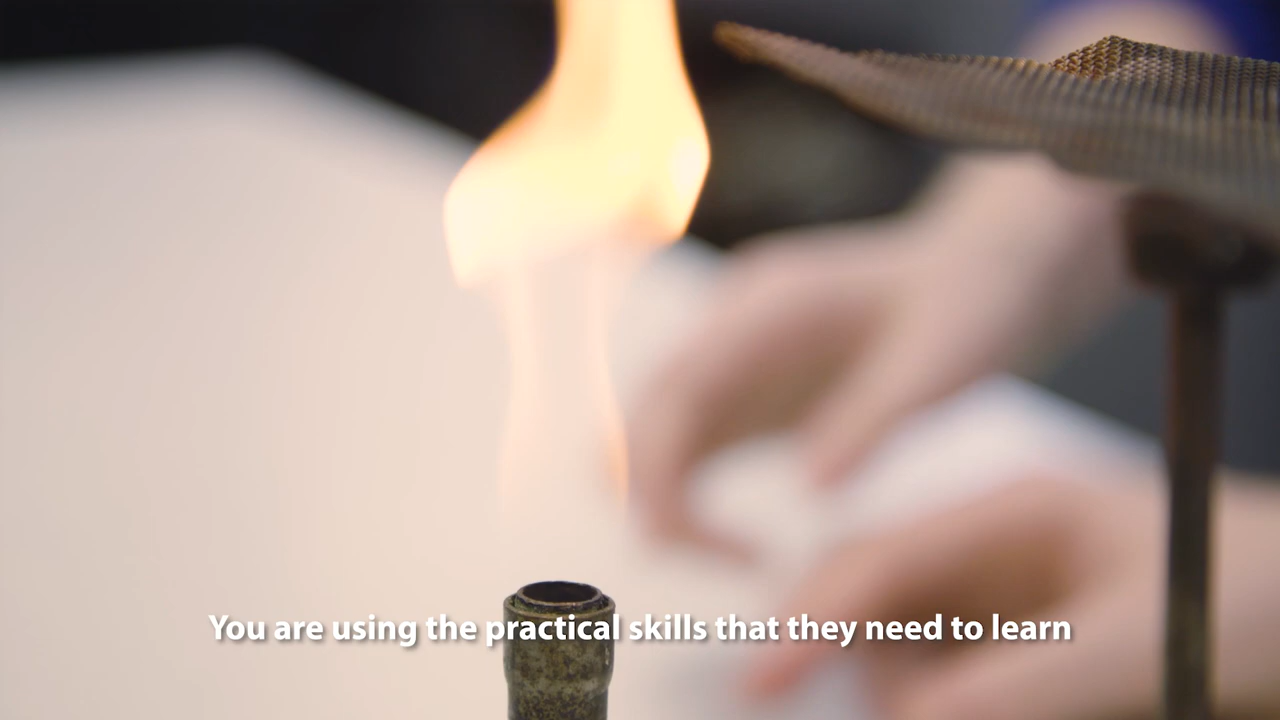 You are using the practical skills that they need to learn